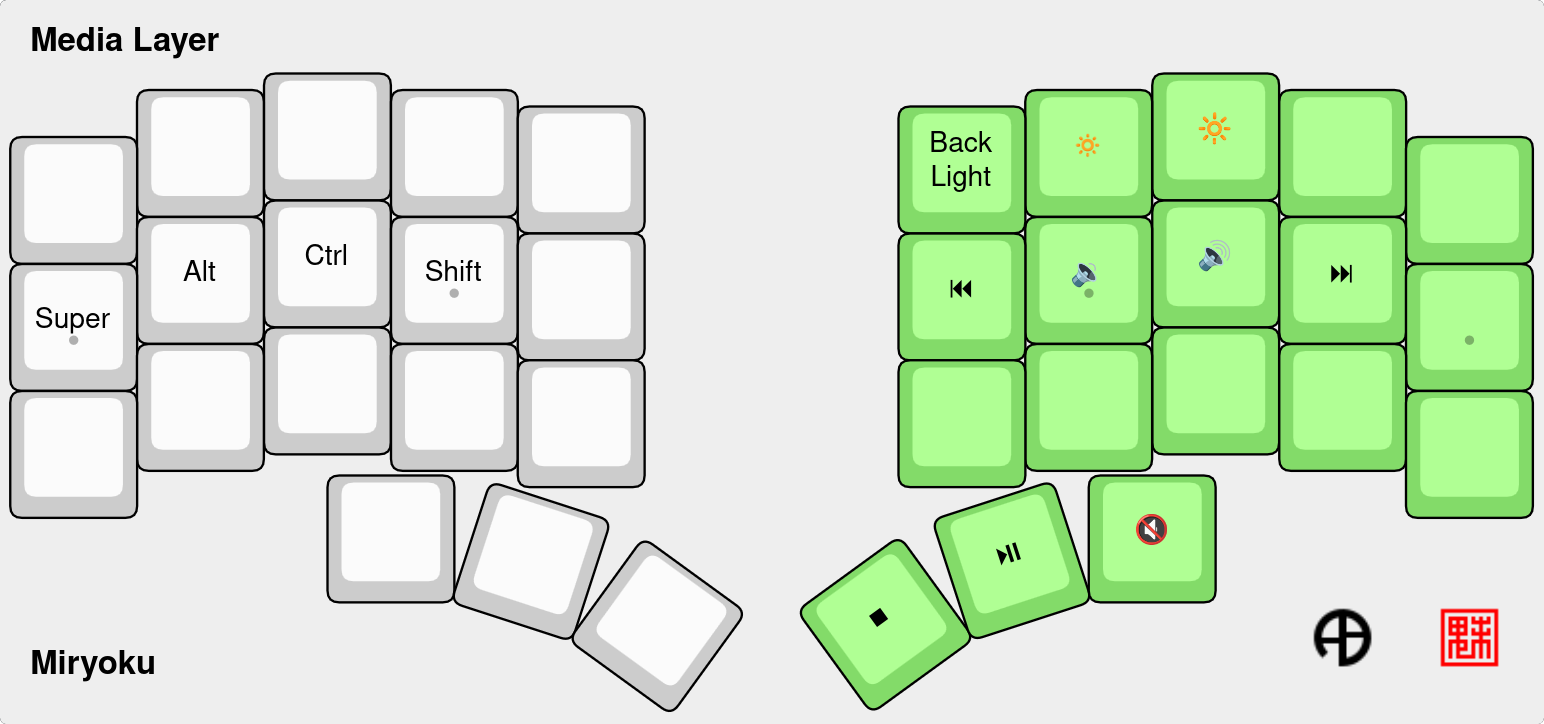 Media Layer
Back
Light
Super
Alt
Ctrl
Shift
⏮
⏭
⏹
⏯
Miryoku